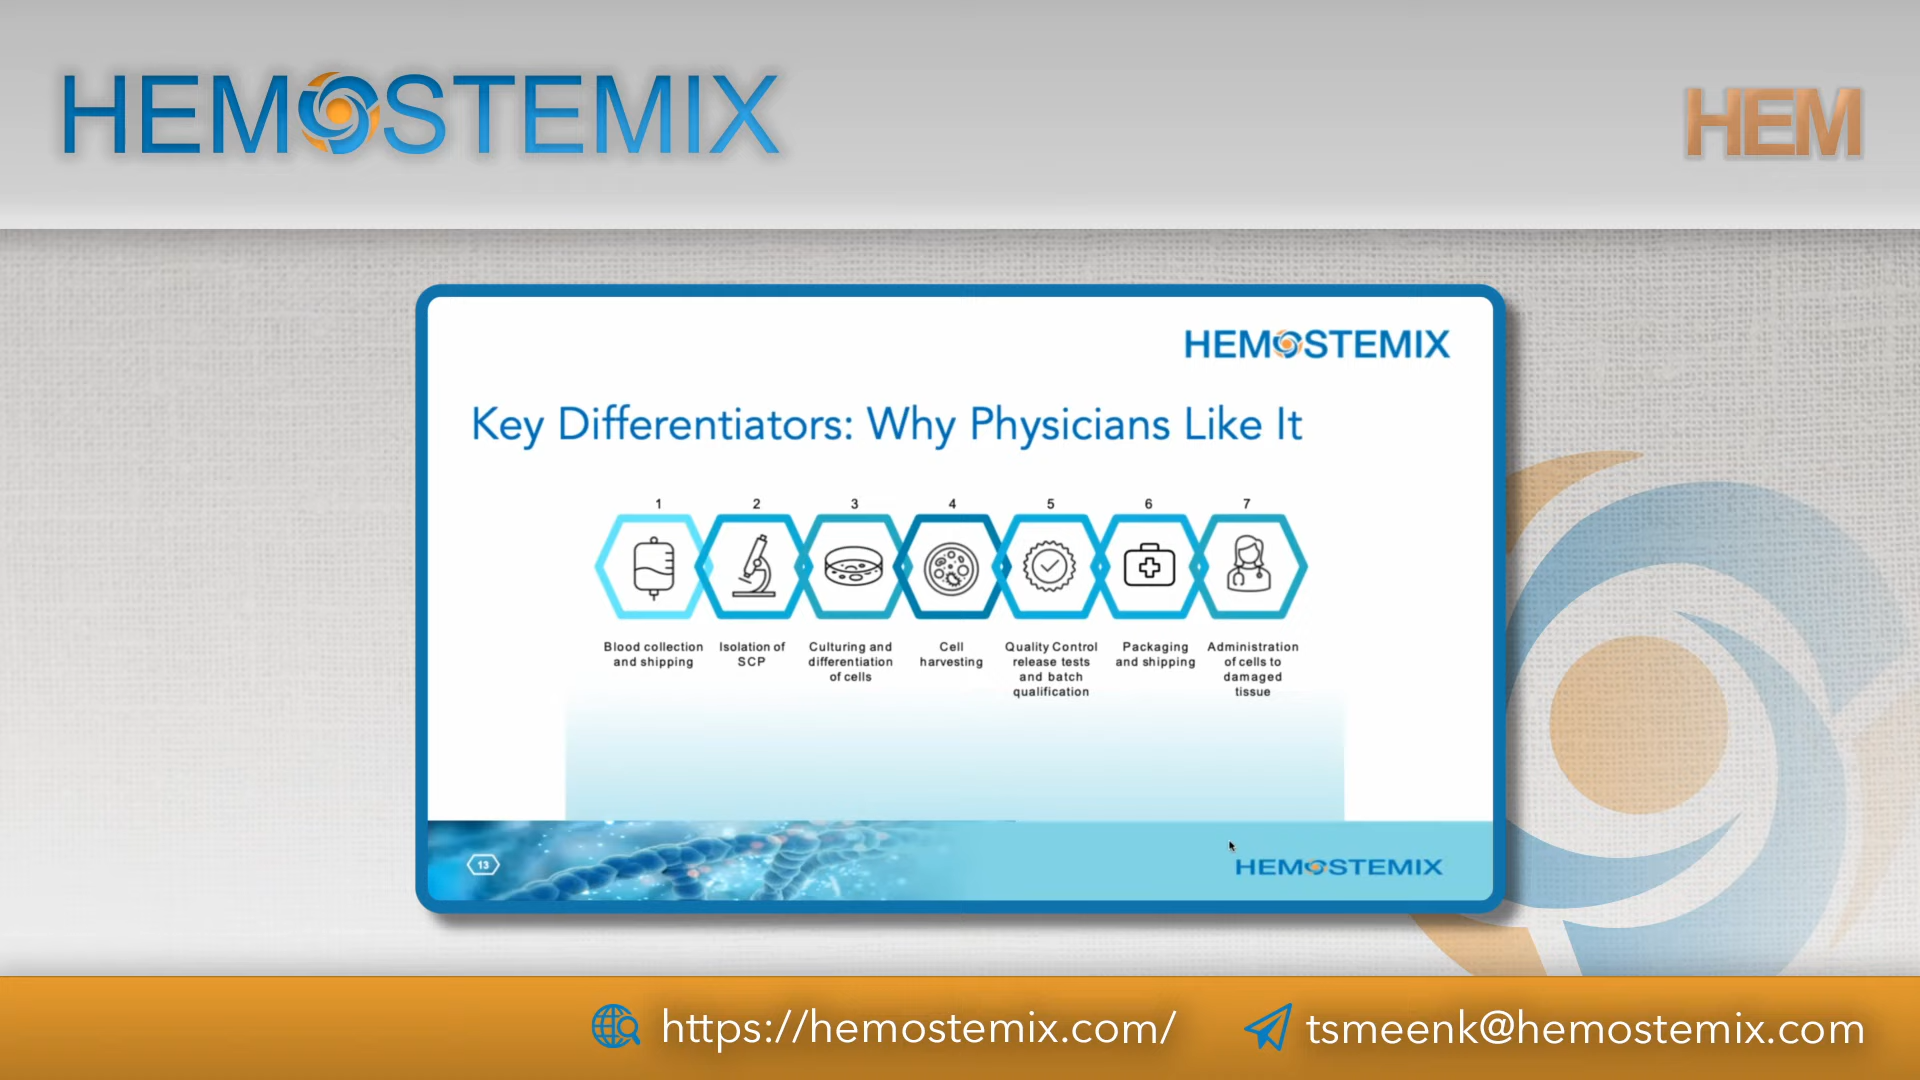 HEMOSTEMIX
HEM
HEMOSTEMIX
Key Differentiators: Why Physicians Like It
1
2
3
4
5
6
7
Blood collection
and shipping
Isolation of
SCP
Culturing and
differentiation
of cells
Cell
harvesting
Quality Control
release tests
and batch
qualification
Packaging
and shipping
Administration
of cells to
damaged
tissue
13
HEMOSTEMIX
https://hemostemix.com/
tsmeenk@hemostemix.com